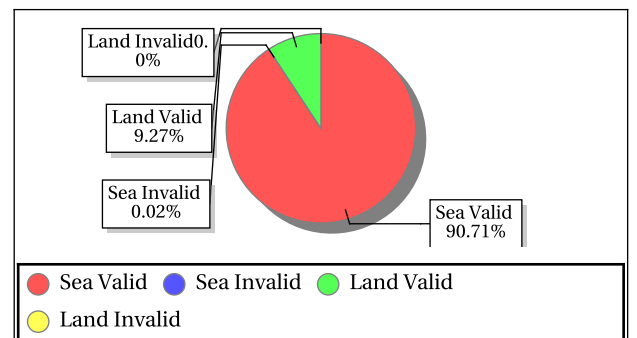 Land Invalid0.
0%
Land Valid
9.27%
Sea Invalid
0.02%
Sea Valid
90.71%
Sea Valid Sea Invalid Land Valid
Land Invalid